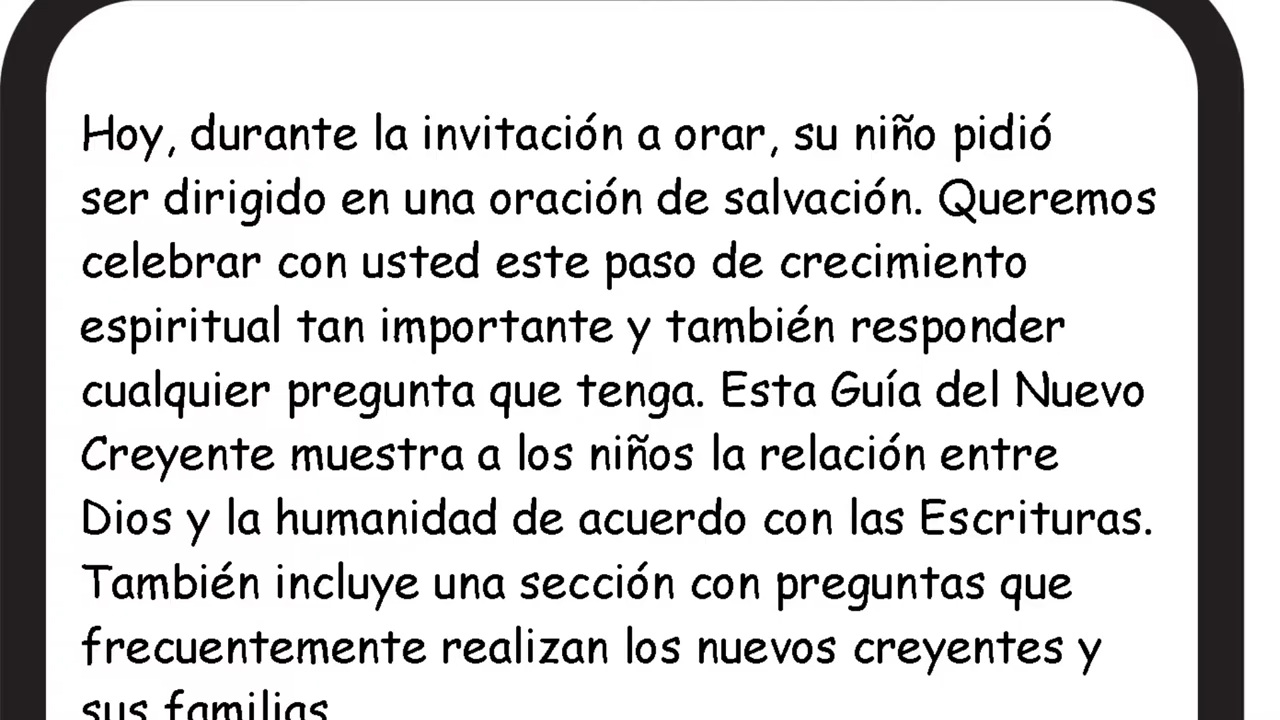 Hoy, durante la invitación a orar, su niño pidió
ser dirigido en una oración de salvación. Queremos
celebrar con usted este paso de crecimiento
espiritual tan importante y también responder
cualquier pregunta que tenga. Esta Guía del Nuevo
Creyente muestra a los niños la relación entre
Dios y la humanidad de acuerdo con las Escrituras.
También incluye una sección con preguntas que
frecuentemente realizan los nuevos creyentes y
sus familias